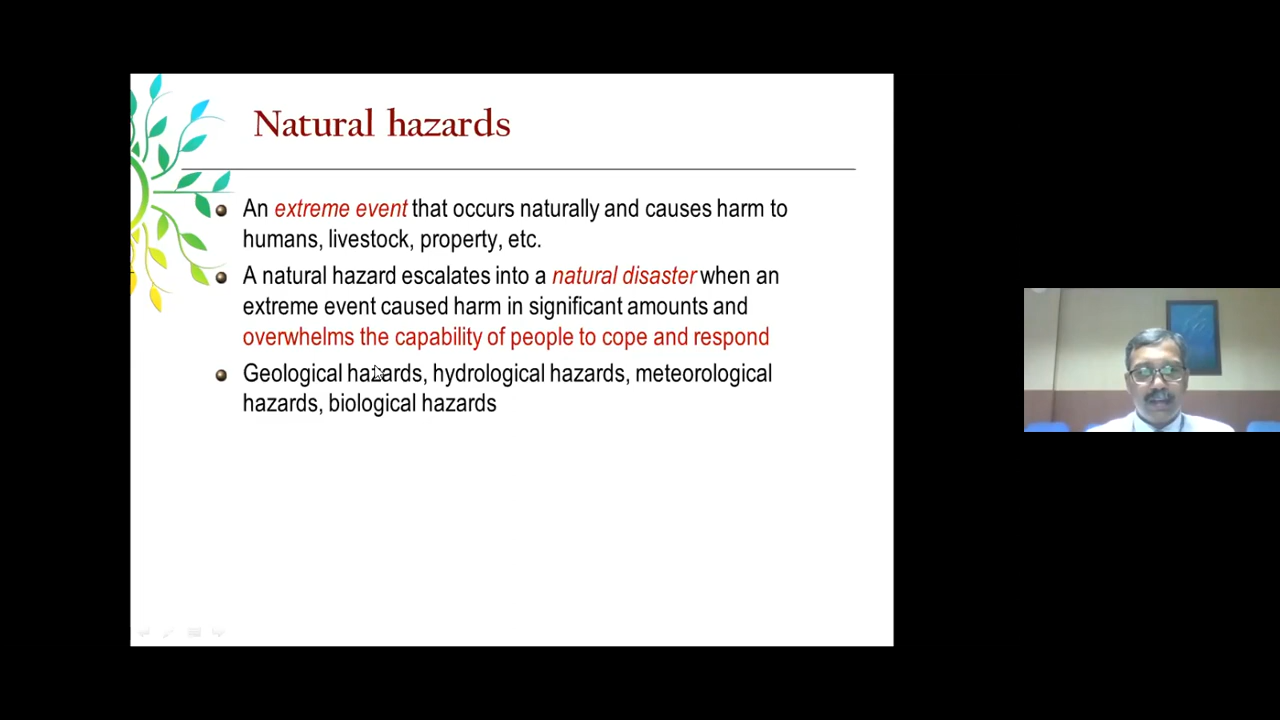 Natural hazards
An extreme event that occurs naturally and causes harm to
humans, livestock, property, etc.
A natural hazard escalates into a natural disaster when an
extreme event caused harm in significant amounts and
overwhelms the capability of people to cope and respond
Geological hazards, hydrological hazards, meteorological
hazards, biological hazards